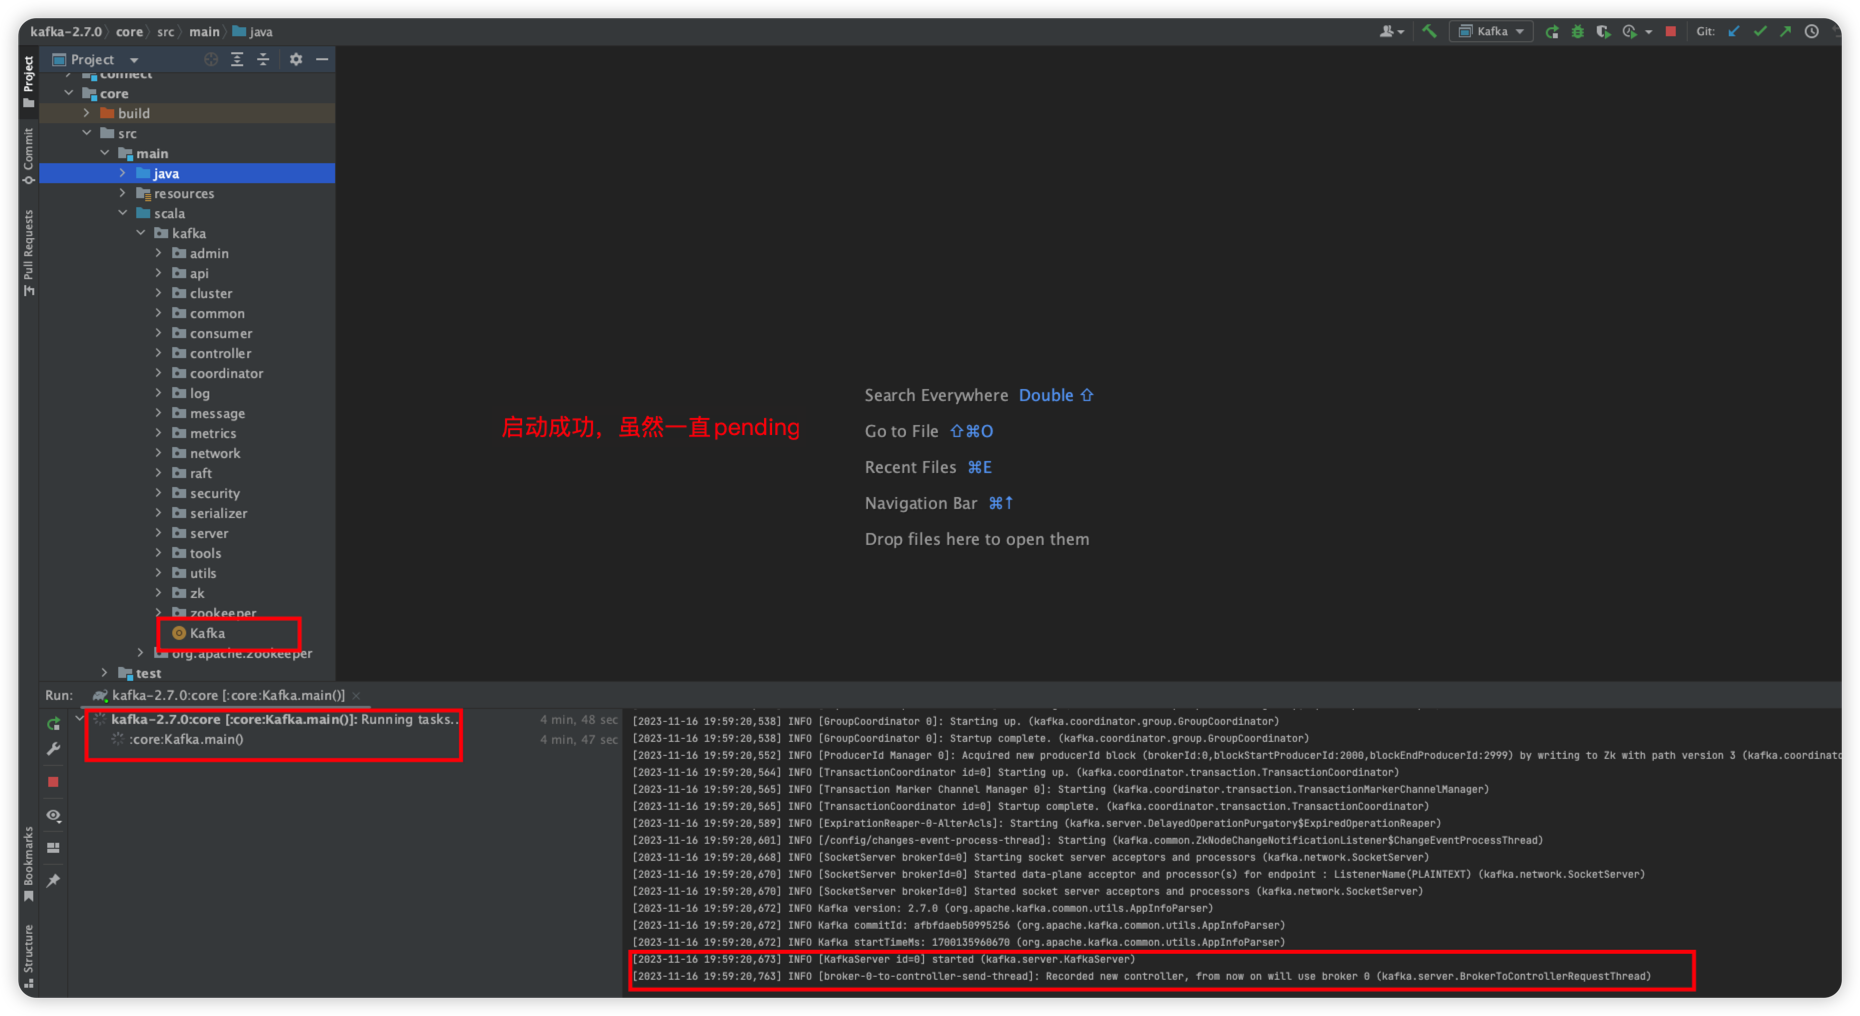 kafka-2.7.0 › core › src › main › java
Kafka
Git:
Project
Project
Commit
Pull Requests
connect
core
build
src
main
java
resources
scala
kafka
admin
api
cluster
common
consumer
controller
coordinator
log
message
metrics
network
raft
security
serializer
server
tools
utils
zk
zookeeper
Kafka
org.apache.zookeeper
test
启动成功，虽然一直pending
Search Everywhere Double ⇧
Go to File ⇧⌘O
Recent Files ⌘E
Navigation Bar ⌘↑
Drop files here to open them
Run: kafka-2.7.0:core [:core:Kafka.main()] ×
kafka-2.7.0:core [:core:Kafka.main()]: Running tasks... 4 min, 48 sec
:core:Kafka.main() 4 min, 47 sec
Bookmarks
Structure
[2023-11-16 19:59:20,538] INFO [GroupCoordinator 0]: Starting up. (kafka.coordinator.group.GroupCoordinator)
[2023-11-16 19:59:20,538] INFO [GroupCoordinator 0]: Startup complete. (kafka.coordinator.group.GroupCoordinator)
[2023-11-16 19:59:20,552] INFO [ProducerId Manager 0]: Acquired new producerId block (brokerId:0,blockStartProducerId:2000,blockEndProducerId:2999) by writing to Zk with path version 3 (kafka.coordinato
[2023-11-16 19:59:20,564] INFO [TransactionCoordinator id=0] Starting up. (kafka.coordinator.transaction.TransactionCoordinator)
[2023-11-16 19:59:20,565] INFO [Transaction Marker Channel Manager 0]: Starting (kafka.coordinator.transaction.TransactionMarkerChannelManager)
[2023-11-16 19:59:20,565] INFO [TransactionCoordinator id=0] Startup complete. (kafka.coordinator.transaction.TransactionCoordinator)
[2023-11-16 19:59:20,589] INFO [ExpirationReaper-0-AlterAcls]: Starting (kafka.server.DelayedOperationPurgatory$ExpiredOperationReaper)
[2023-11-16 19:59:20,601] INFO [/config/changes-event-process-thread]: Starting (kafka.common.ZkNodeChangeNotificationListener$ChangeEventProcessThread)
[2023-11-16 19:59:20,668] INFO [SocketServer brokerId=0] Starting socket server acceptors and processors (kafka.network.SocketServer)
[2023-11-16 19:59:20,670] INFO [SocketServer brokerId=0] Started data-plane acceptor and processor(s) for endpoint : ListenerName(PLAINTEXT) (kafka.network.SocketServer)
[2023-11-16 19:59:20,670] INFO [SocketServer brokerId=0] Started socket server acceptors and processors (kafka.network.SocketServer)
[2023-11-16 19:59:20,672] INFO Kafka version: 2.7.0 (org.apache.kafka.common.utils.AppInfoParser)
[2023-11-16 19:59:20,672] INFO Kafka commitId: afbfdaeb50995256 (org.apache.kafka.common.utils.AppInfoParser)
[2023-11-16 19:59:20,672] INFO Kafka startTimeMs: 1700135960670 (org.apache.kafka.common.utils.AppInfoParser)
[2023-11-16 19:59:20,673] INFO [KafkaServer id=0] started (kafka.server.KafkaServer)
[2023-11-16 19:59:20,763] INFO [broker-0-to-controller-send-thread]: Recorded new controller, from now on will use broker 0 (kafka.server.BrokerToControllerRequestThread)